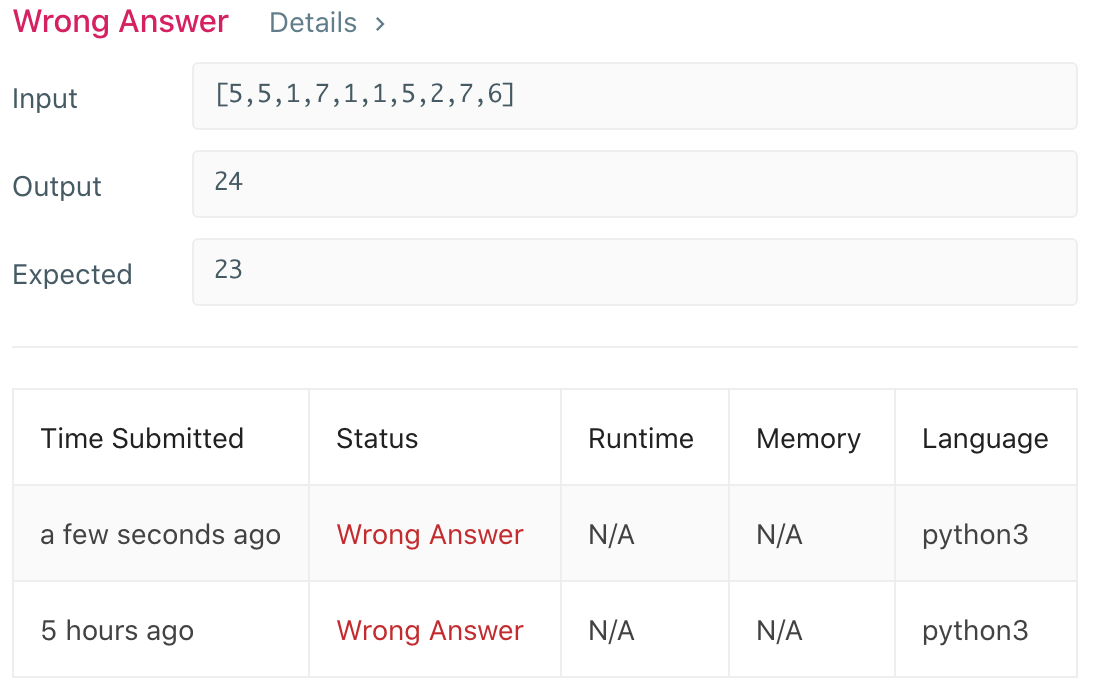 Wrong Answer Details >
Input [5,5,1,7,1,1,5,2,7,6]
Output 24
Expected 23
Time Submitted Status Runtime Memory Language
a few seconds ago Wrong Answer N/A N/A python3
5 hours ago Wrong Answer N/A N/A python3